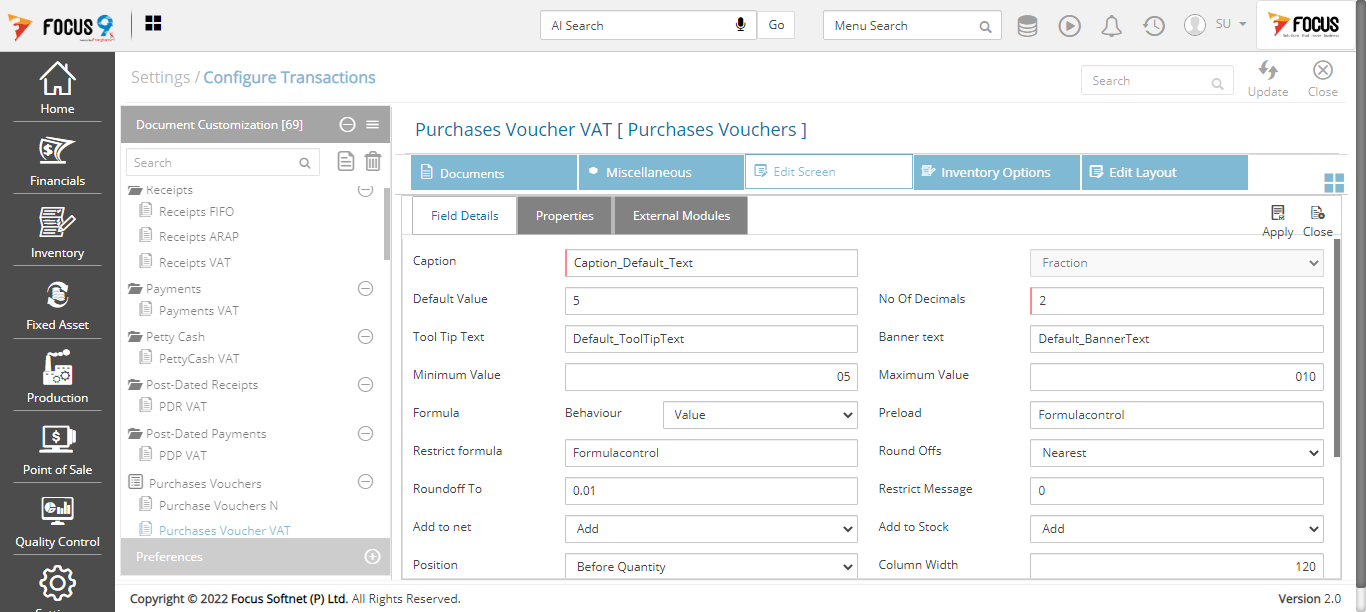 FOCUS 9
AI Search
Go
Menu Search
SU
FOCUS
Settings / Configure Transactions
Search
Update
Close
Home
Financials
Inventory
Fixed Asset
Production
Point of Sale
Quality Control
Document Customization [69]
Search
Receipts
Receipts FIFO
Receipts ARAP
Receipts VAT
Payments
Payments VAT
Petty Cash
PettyCash VAT
Post-Dated Receipts
PDR VAT
Post-Dated Payments
PDP VAT
Purchases Vouchers
Purchase Vouchers N
Purchases Voucher VAT
Preferences
Purchases Voucher VAT [ Purchases Vouchers ]
Documents
Miscellaneous
Edit Screen
Inventory Options
Edit Layout
Field Details
Properties
External Modules
Apply
Close
Caption Caption_Default_Text Fraction
Default Value 5 No Of Decimals 2
Tool Tip Text Default_ToolTipText Banner text Default_BannerText
Minimum Value 05 Maximum Value 010
Formula Behaviour Value Preload Formulacontrol
Restrict formula Formulacontrol Round Offs Nearest
Roundoff To 0.01 Restrict Message 0
Add to net Add Add to Stock Add
Position Before Quantity Column Width 120
Copyright © 2022 Focus Softnet (P) Ltd. All Rights Reserved.
Version 2.0